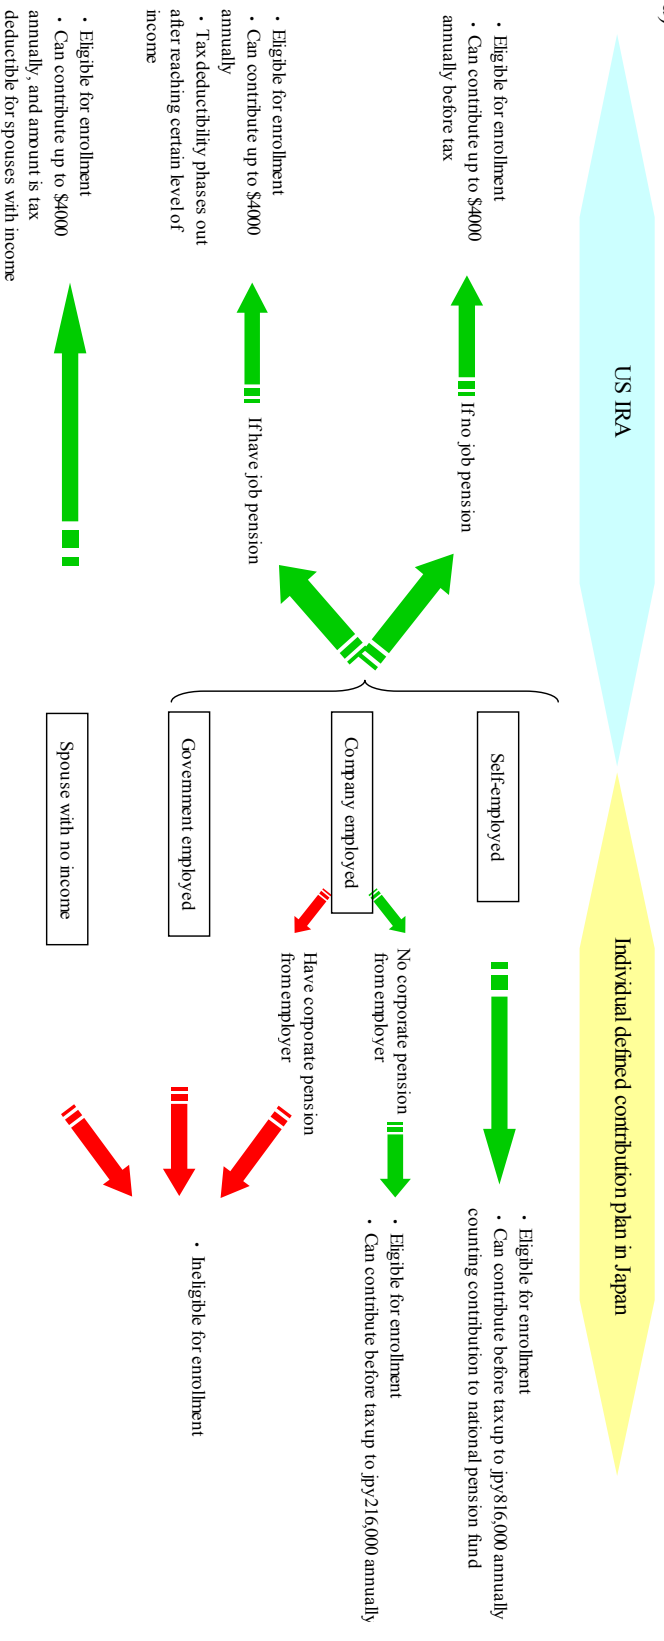 US IRA
Individual defined contribution plan in Japan
・ Eligible for enrollment
・ Can contribute up to $4000
annually before tax
If no job pension
Self-employed
・ Eligible for enrollment
・ Can contribute before tax up to jpy816,000 annually
counting contribution to national pension fund
・ Eligible for enrollment
・ Can contribute up to $4000
annually
・ Tax deductibility phases out
after reaching certain level of
income
If have job pension
Company employed
No corporate pension
from employer
・ Eligible for enrollment
・ Can contribute before tax up to jpy216,000 annually
Have corporate pension
from employer
Government employed
・ Ineligible for enrollment
・ Eligible for enrollment
・ Can contribute up to $4000
annually, and amount is tax
deductible for spouses with income
Spouse with no income